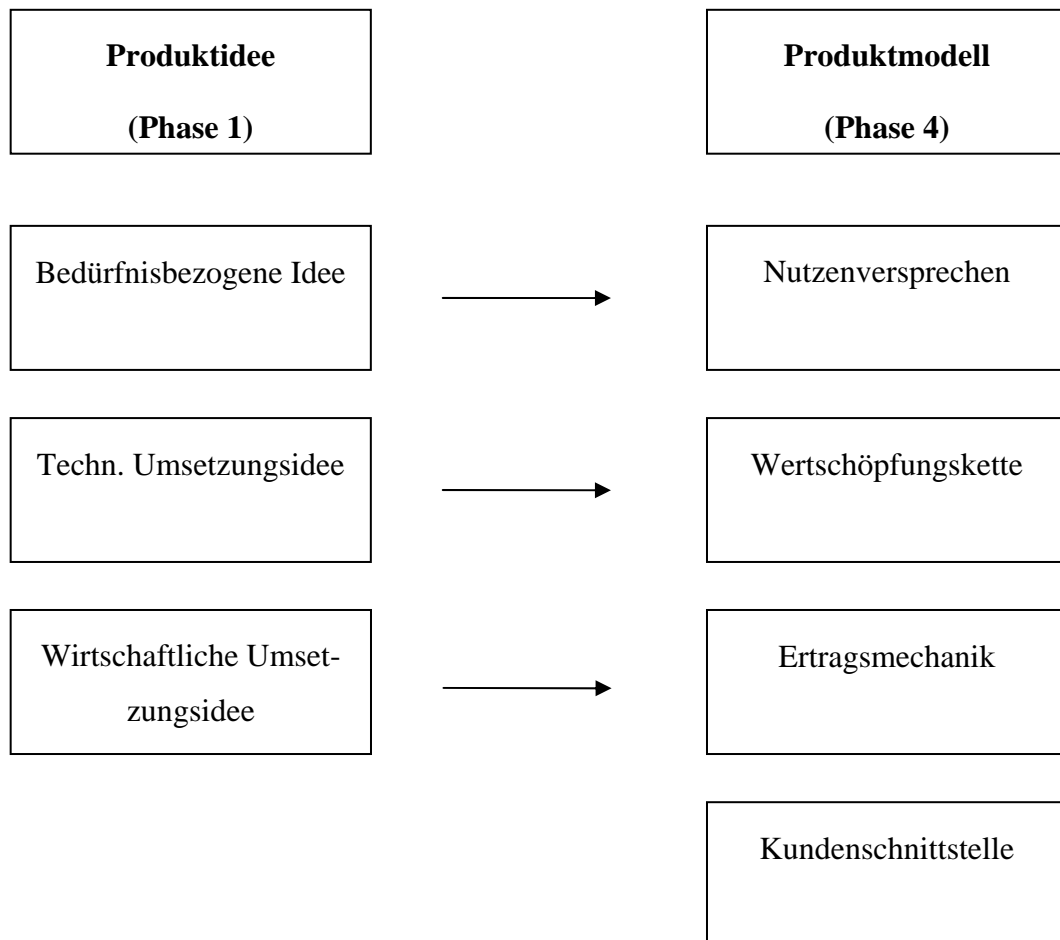 Produktidee
(Phase 1)
Produktmodell
(Phase 4)
Bedürfnisbezogene Idee
Nutzenversprechen
Techn. Umsetzungsidee
Wertschöpfungskette
Wirtschaftliche Umset-
zungsidee
Ertragsmechanik
Kundenschnittstelle